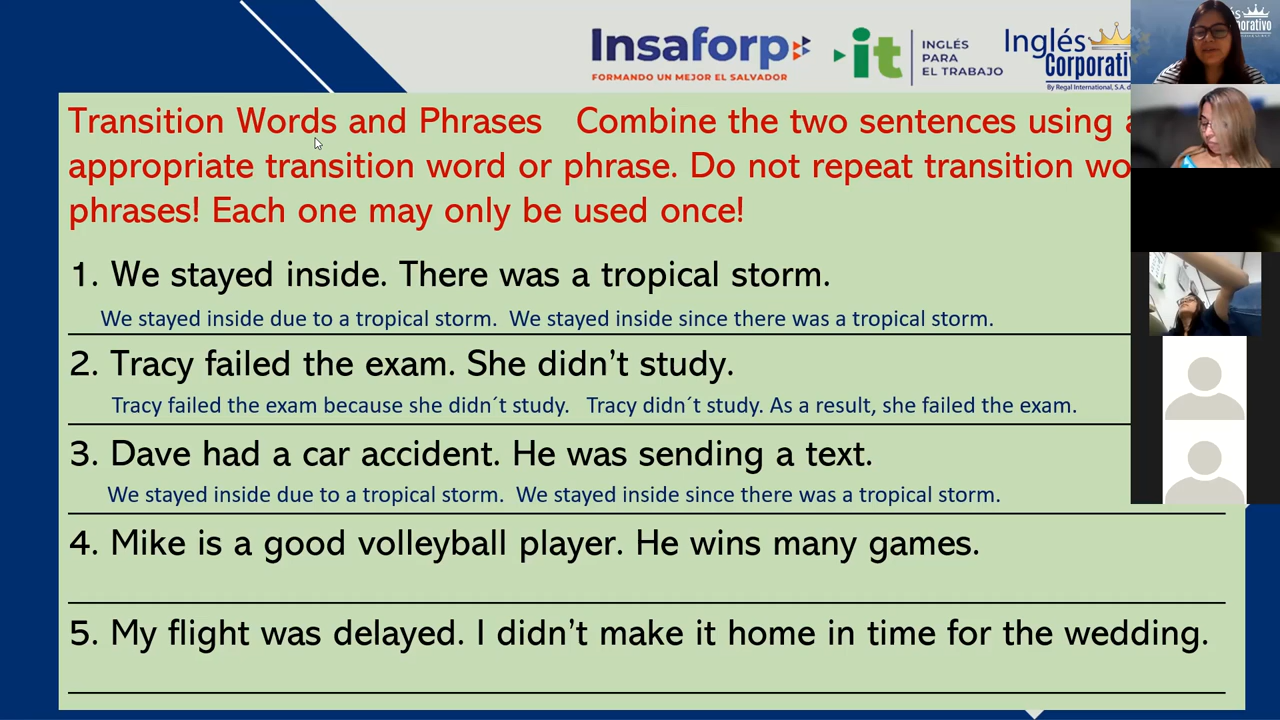 Insaforp
FORMANDO UN MEJOR EL SALVADOR
it
INGLÉS
PARA
EL TRABAJO
Inglés
Corporativ
By Regal International, S.A. d
Transition Words and Phrases Combine the two sentences using
appropriate transition word or phrase. Do not repeat transition wo
phrases! Each one may only be used once!
1. We stayed inside. There was a tropical storm.
We stayed inside due to a tropical storm. We stayed inside since there was a tropical storm.
2. Tracy failed the exam. She didn't study.
Tracy failed the exam because she didn´t study. Tracy didn´t study. As a result, she failed the exam.
3. Dave had a car accident. He was sending a text.
We stayed inside due to a tropical storm. We stayed inside since there was a tropical storm.
4. Mike is a good volleyball player. He wins many games.
5. My flight was delayed. I didn't make it home in time for the wedding.